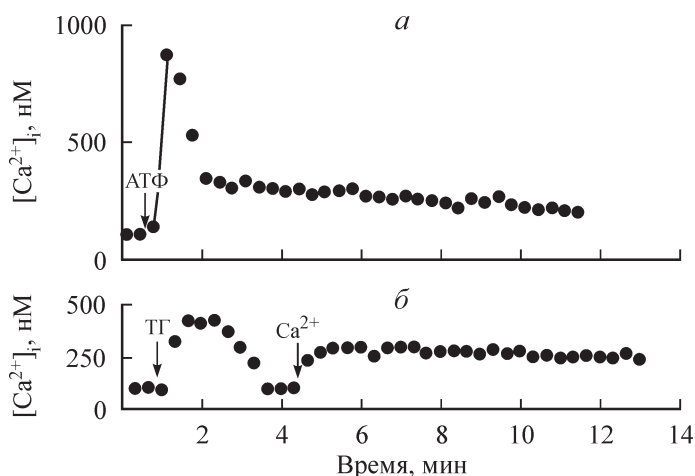 а
1000
500
0
[Ca²⁺]ᵢ, нМ
АТФ
б
500
250
0
[Ca²⁺]ᵢ, нМ
ТГ
Ca²⁺
2 4 6 8 10 12 14
Время, мин